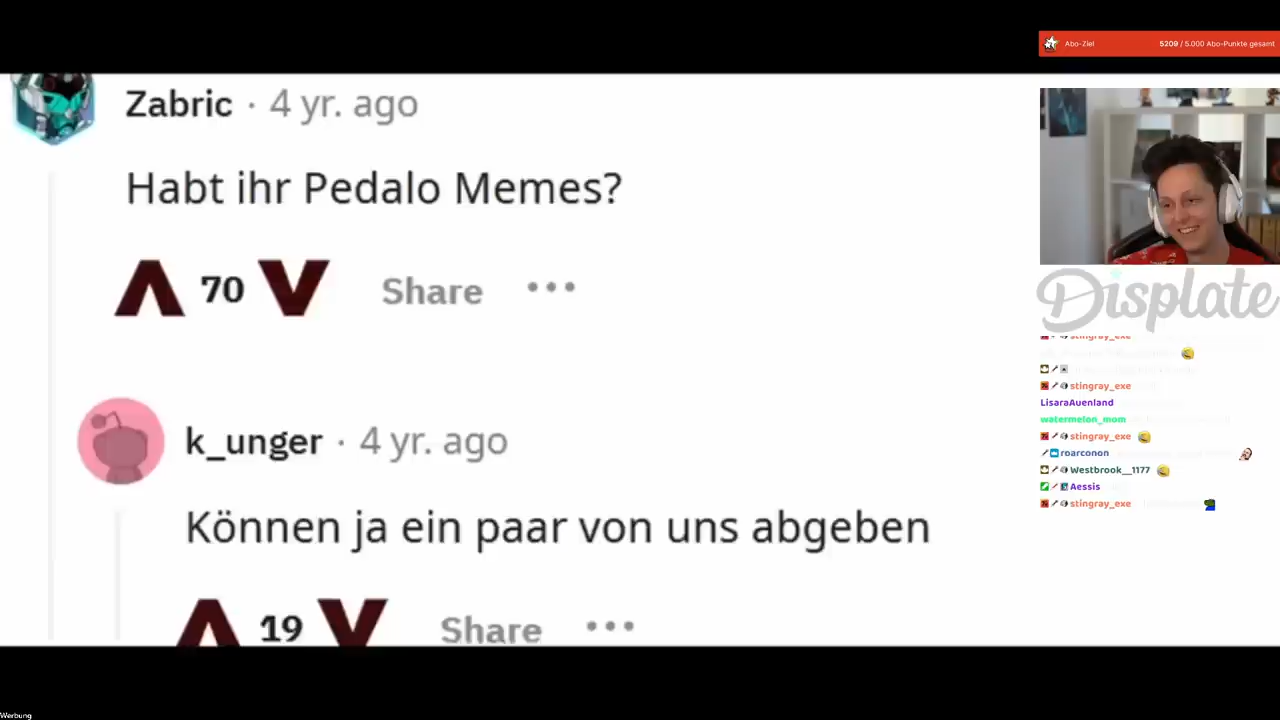 Abo-Ziel 5209 / 5.000 Abo-Punkte gesamt
Zabric · 4 yr. ago
Habt ihr Pedalo Memes?
70 Share •••
k_unger · 4 yr. ago
Können ja ein paar von uns abgeben
19 Share •••
Displate
stingray_exe
stingray_exe
LisaraAuenland
watermelon_mom
stingray_exe
roarconon
Westbrook__1177
Aessis
stingray_exe
Werbung